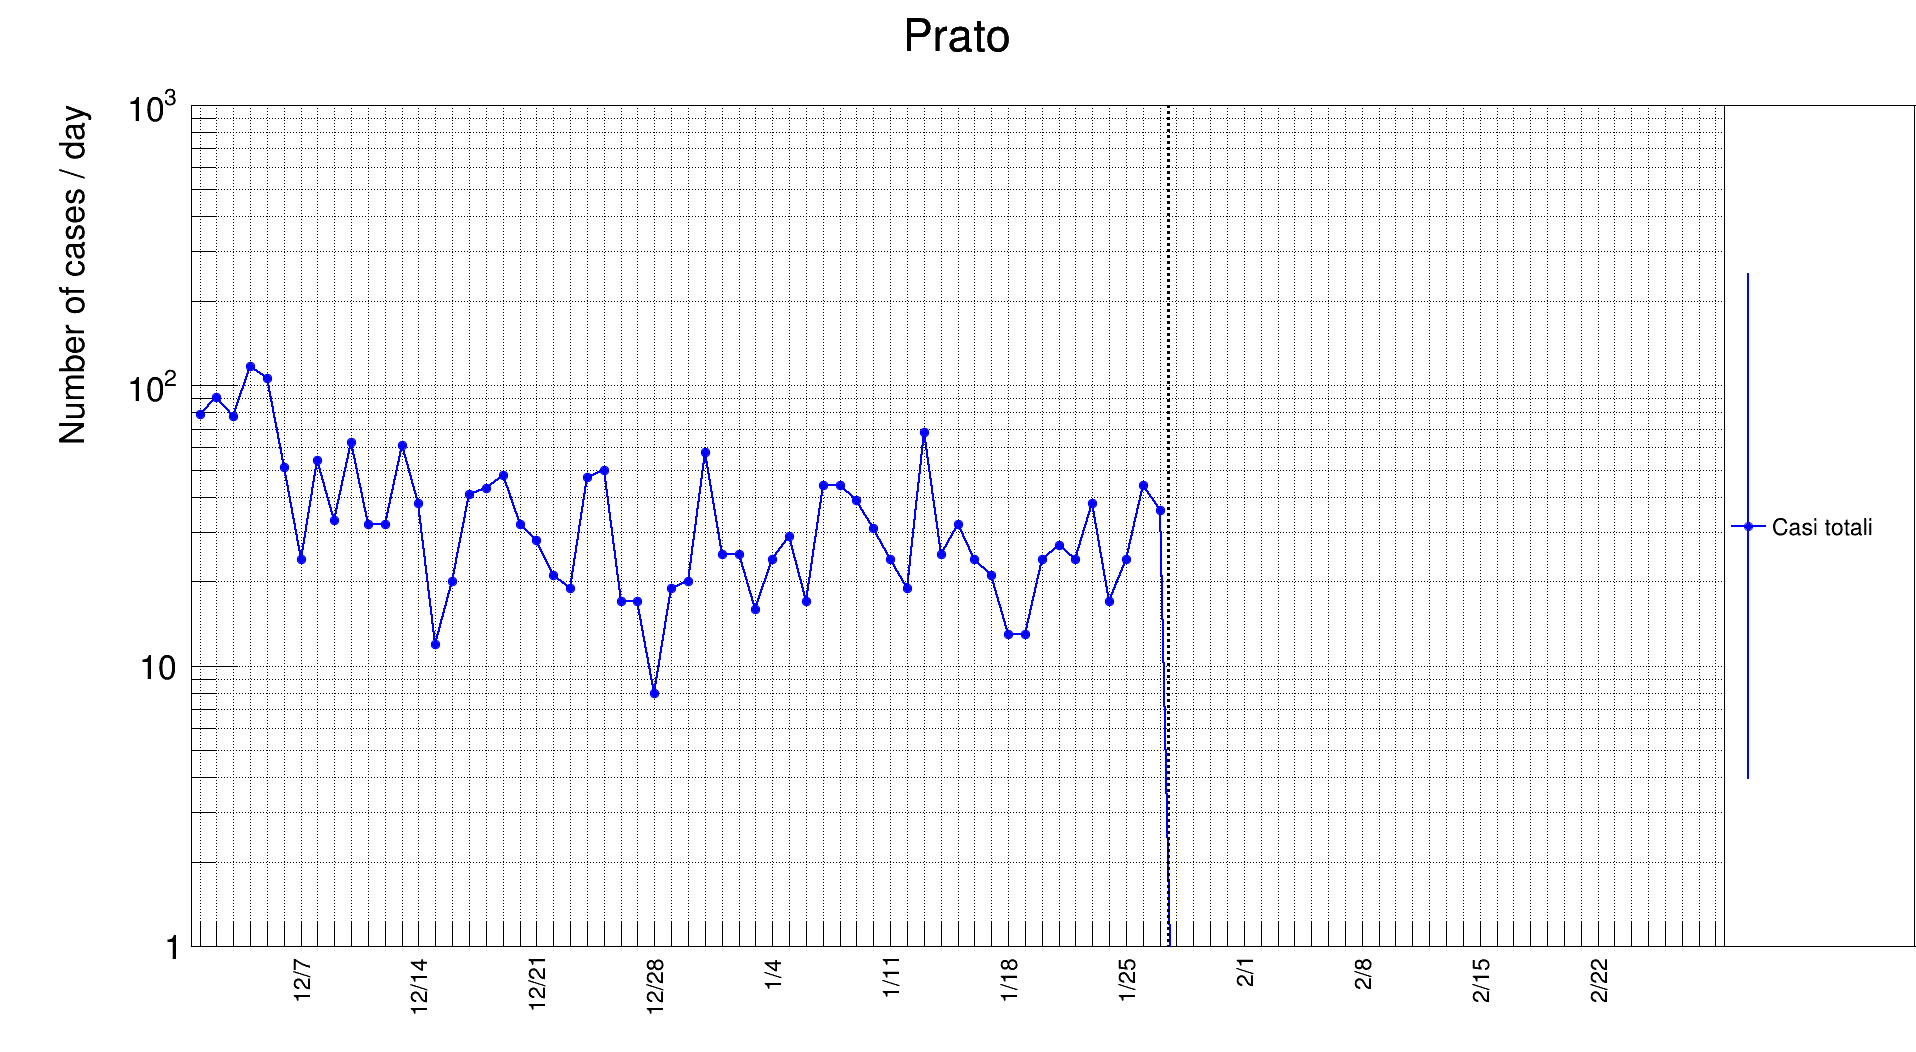 Prato
Number of cases / day
10³
10²
10
1
12/7 12/14 12/21 12/28 1/4 1/11 1/18 1/25 2/1 2/8 2/15 2/22
Casi totali